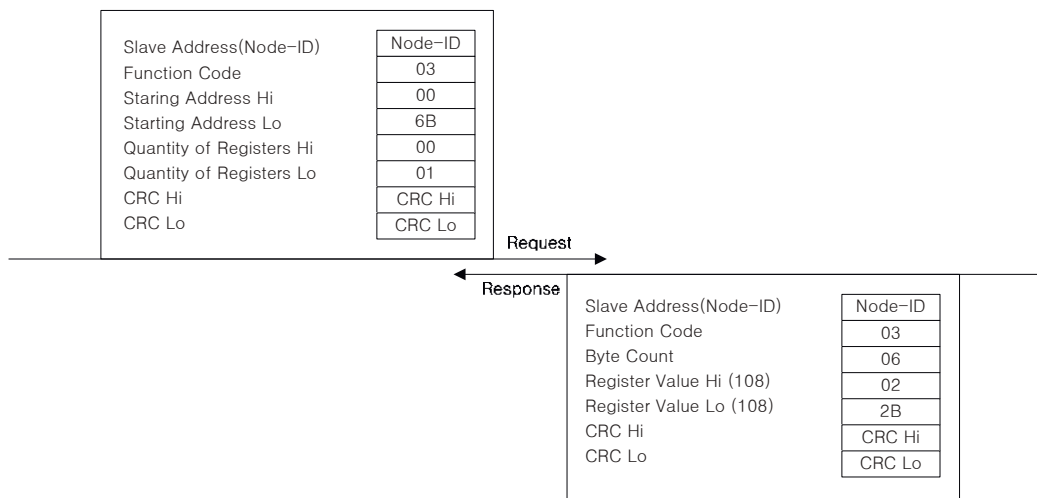 Slave Address(Node-ID) Node-ID
Function Code 03
Staring Address Hi 00
Starting Address Lo 6B
Quantity of Registers Hi 00
Quantity of Registers Lo 01
CRC Hi CRC Hi
CRC Lo CRC Lo
Request
Response
Slave Address(Node-ID) Node-ID
Function Code 03
Byte Count 06
Register Value Hi (108) 02
Register Value Lo (108) 2B
CRC Hi CRC Hi
CRC Lo CRC Lo